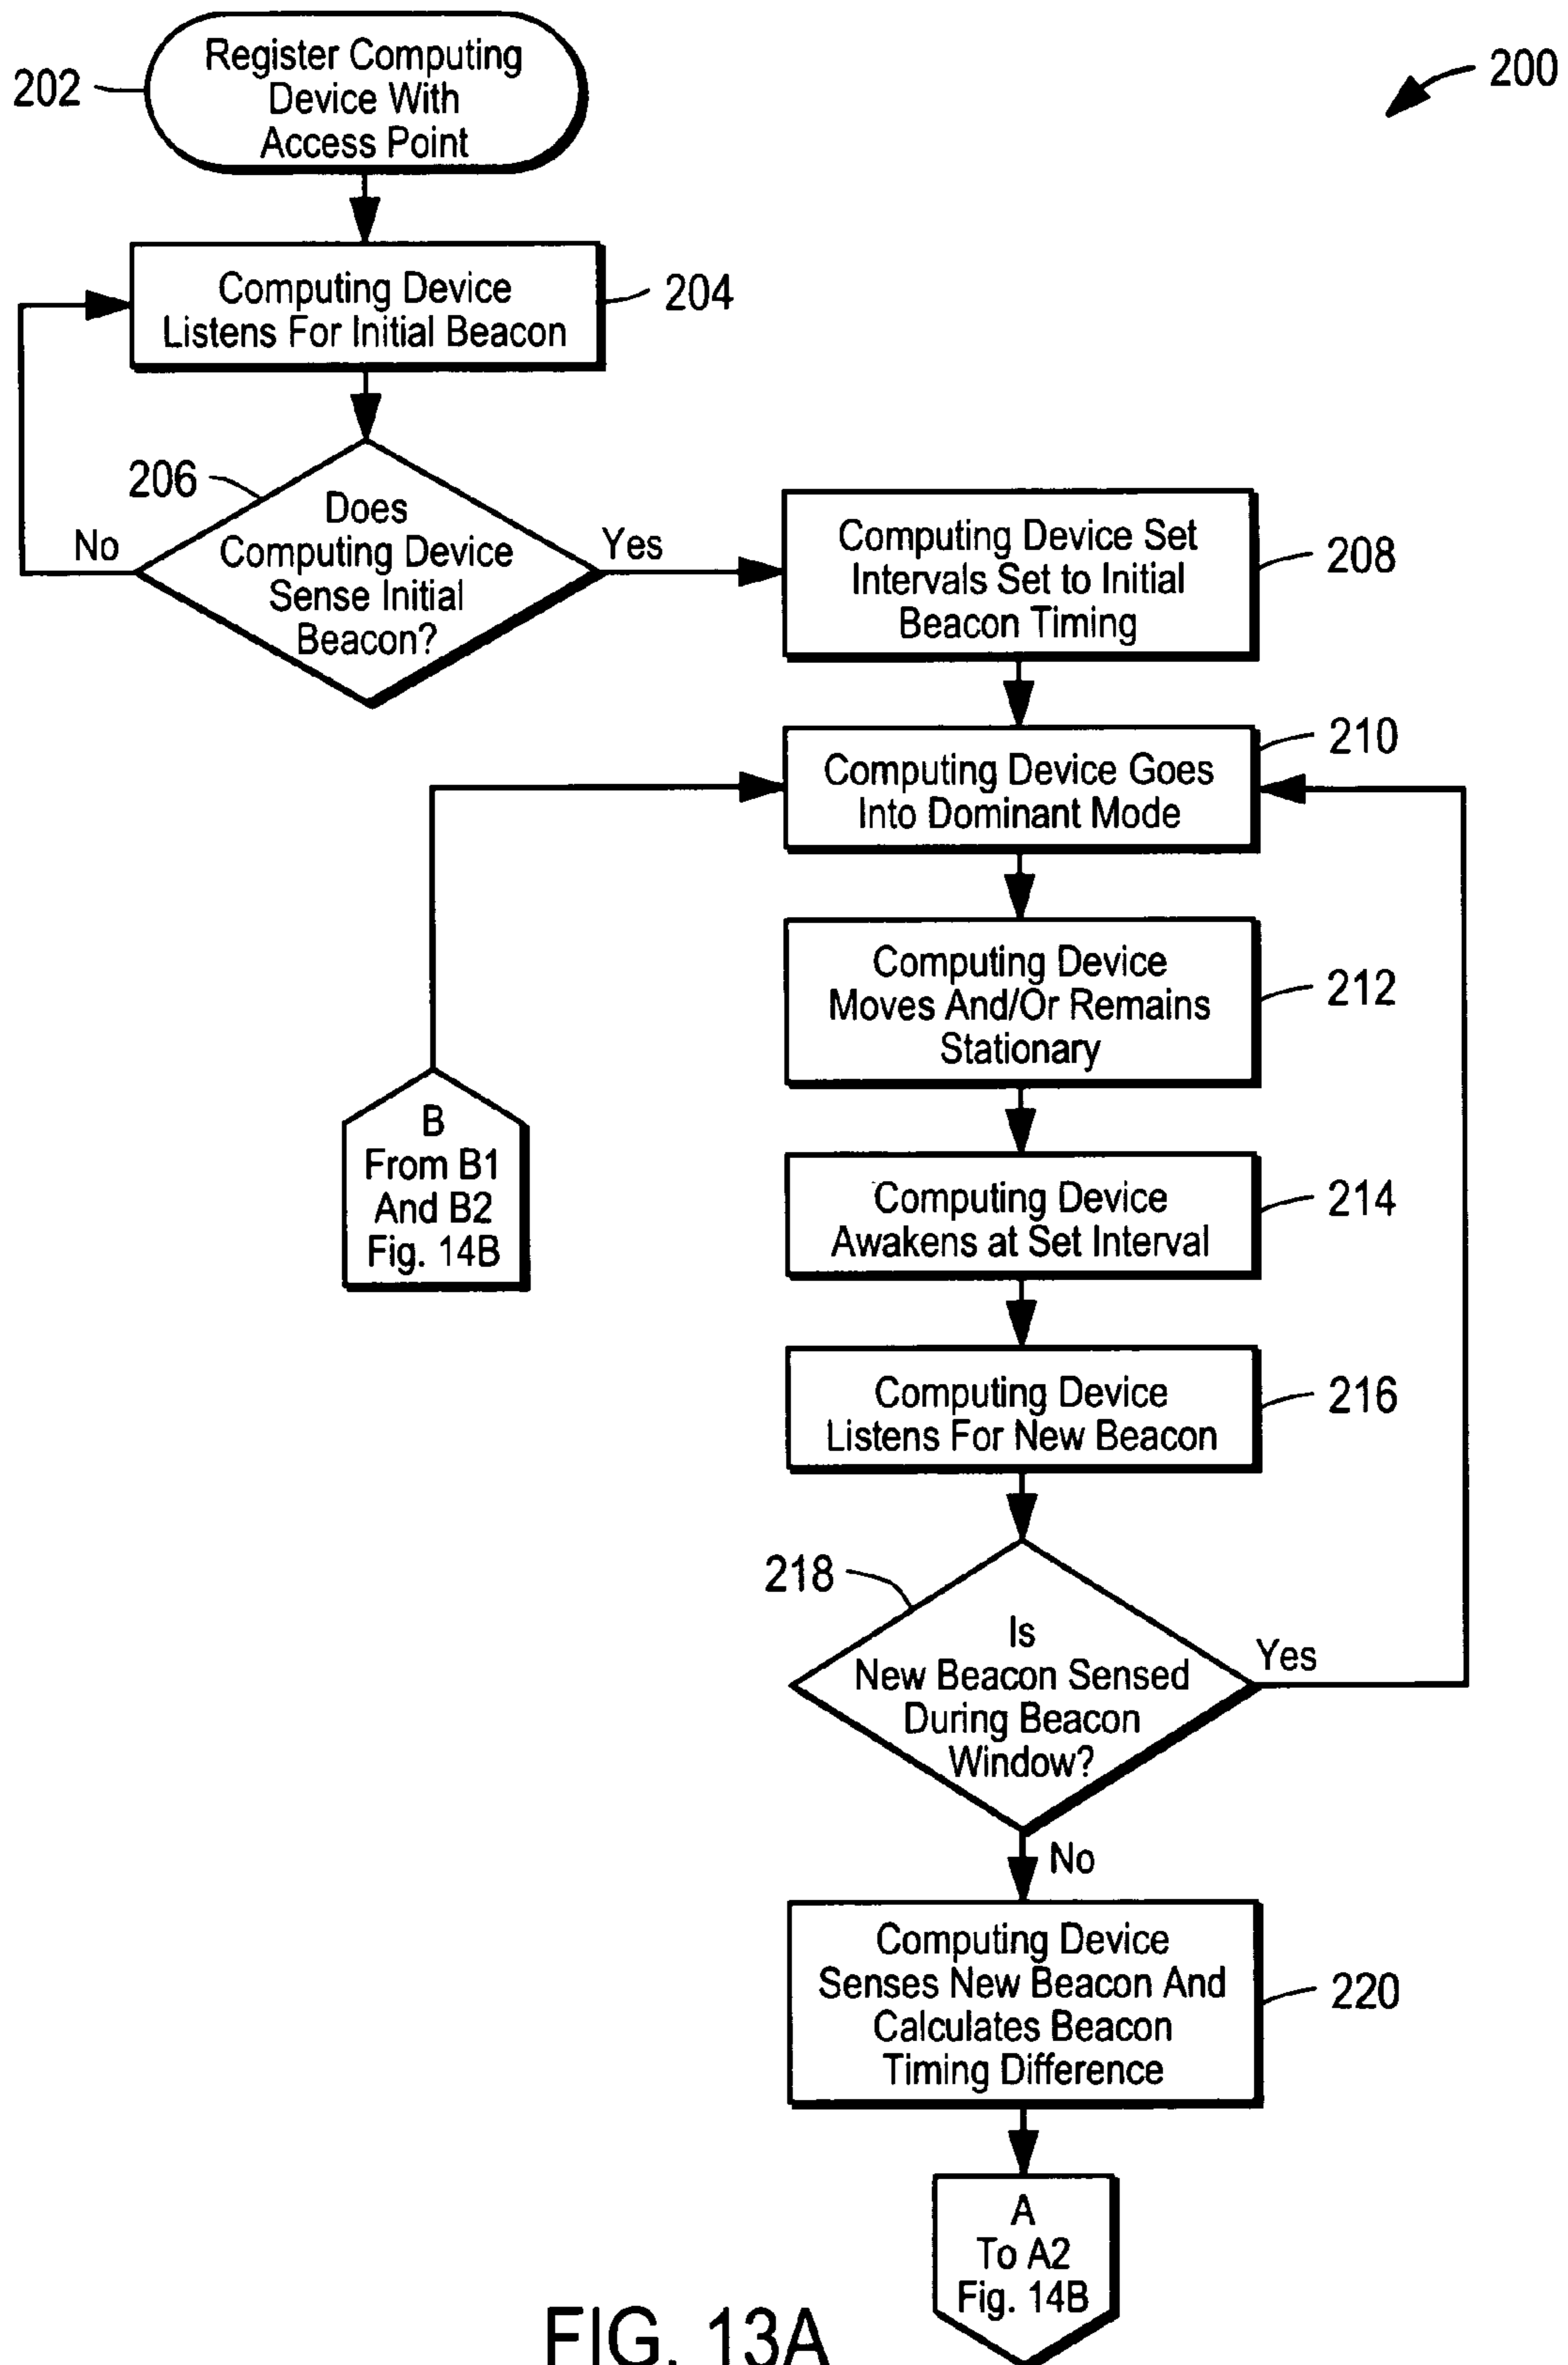 200
202
Register Computing
Device With
Access Point
Computing Device
Listens For Initial Beacon
204
206
Does
Computing Device
Sense Initial
Beacon?
No
Yes
Computing Device Set
Intervals Set to Initial
Beacon Timing
208
Computing Device Goes
Into Dominant Mode
210
Computing Device
Moves And/Or Remains
Stationary
212
B
From B1
And B2
Fig. 14B
Computing Device
Awakens at Set Interval
214
Computing Device
Listens For New Beacon
216
218
Is
New Beacon Sensed
During Beacon
Window?
Yes
No
Computing Device
Senses New Beacon And
Calculates Beacon
Timing Difference
220
A
To A2
Fig. 14B
FIG. 13A